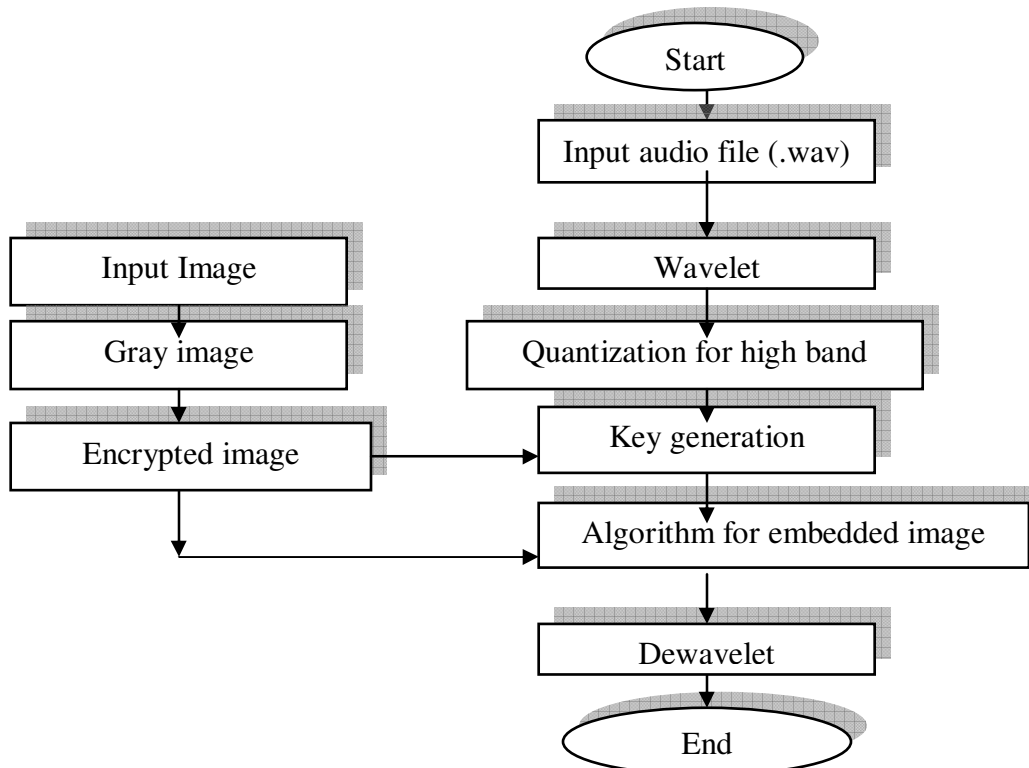 Start
Input audio file (.wav)
Input Image
Wavelet
Gray image
Quantization for high band
Encrypted image
Key generation
Algorithm for embedded image
Dewavelet
End